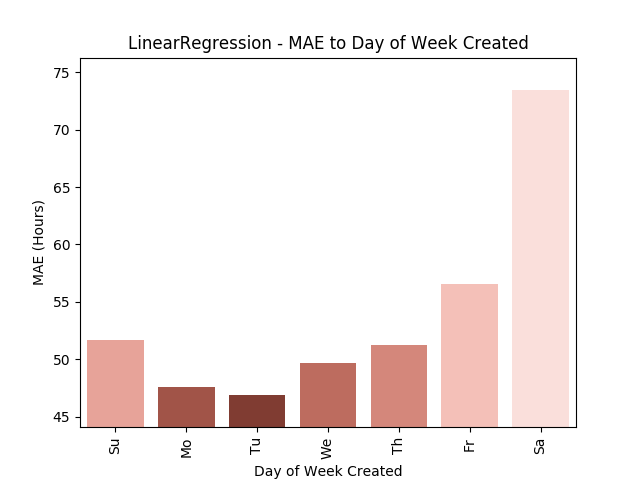 LinearRegression - MAE to Day of Week Created
MAE (Hours)
75
70
65
60
55
50
45
Su
Mo
Tu
We
Th
Fr
Sa
Day of Week Created